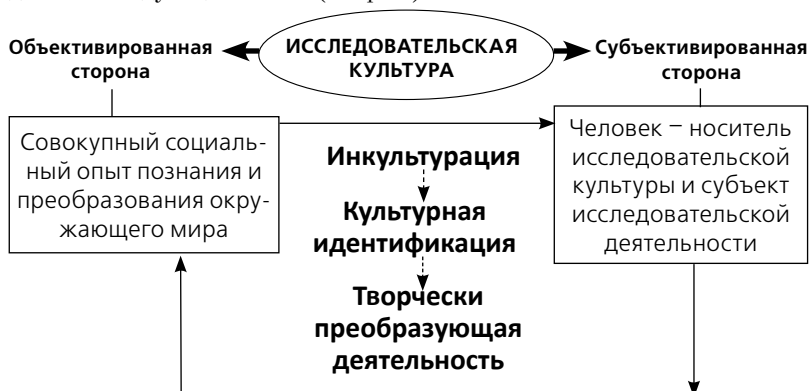 ИССЛЕДОВАТЕЛЬСКАЯ
КУЛЬТУРА
Объективированная
сторона
Субъективированная
сторона
Совокупный социаль-
ный опыт познания и
преобразования окру-
жающего мира
Инкультурация
Культурная
идентификация
Творчески
преобразующая
деятельность
Человек – носитель
исследовательской
культуры и субъект
исследовательской
деятельности